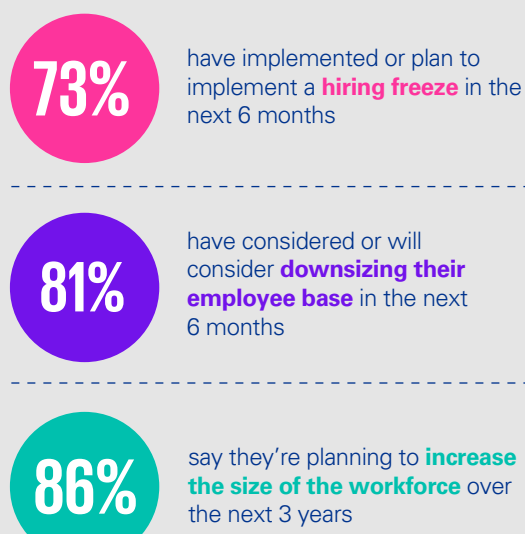 73%
have implemented or plan to
implement a hiring freeze in the
next 6 months
81%
have considered or will
consider downsizing their
employee base in the next
6 months
86%
say they’re planning to increase
the size of the workforce over
the next 3 years